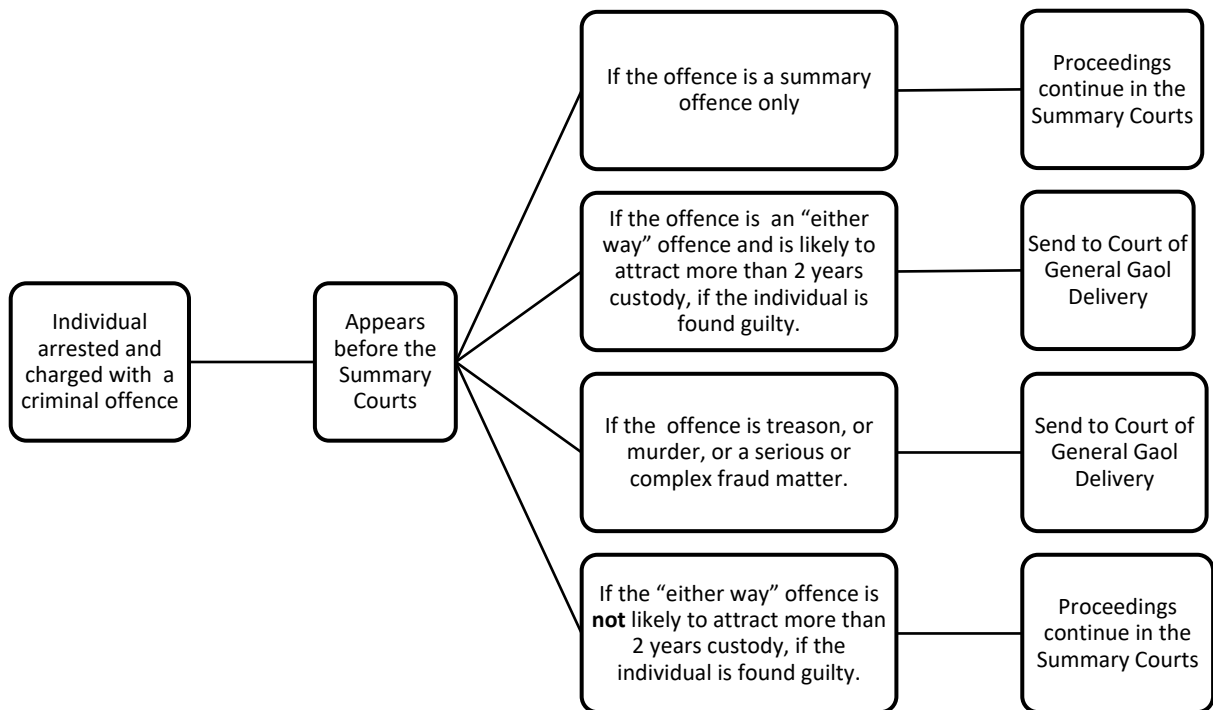 Individual
arrested and
charged with a
criminal offence
Appears
before the
Summary
Courts
If the offence is a summary
offence only
Proceedings
continue in the
Summary Courts
If the offence is an “either
way” offence and is likely to
attract more than 2 years
custody, if the individual is
found guilty.
Send to Court of
General Gaol
Delivery
If the offence is treason, or
murder, or a serious or
complex fraud matter.
Send to Court of
General Gaol
Delivery
If the “either way” offence is
not likely to attract more than
2 years custody, if the
individual is found guilty.
Proceedings
continue in the
Summary Courts